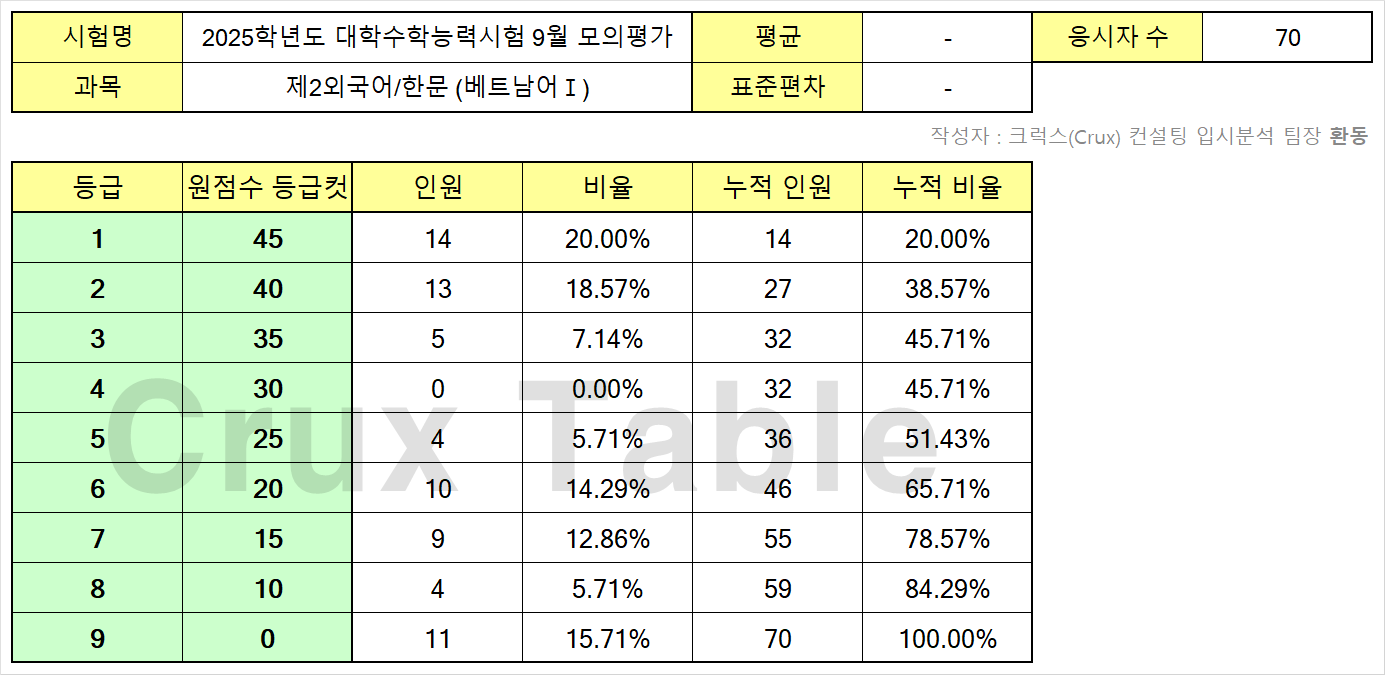 시험명 2025학년도 대학수학능력시험 9월 모의평가 평균 - 응시자 수 70
과목 제2외국어/한문 (베트남어Ⅰ) 표준편차 -
작성자 : 크럭스(Crux) 컨설팅 입시분석 팀장 환동
등급 원점수 등급컷 인원 비율 누적 인원 누적 비율
1 45 14 20.00% 14 20.00%
2 40 13 18.57% 27 38.57%
3 35 5 7.14% 32 45.71%
4 30 0 0.00% 32 45.71%
5 25 4 5.71% 36 51.43%
6 20 10 14.29% 46 65.71%
7 15 9 12.86% 55 78.57%
8 10 4 5.71% 59 84.29%
9 0 11 15.71% 70 100.00%
Crux Table